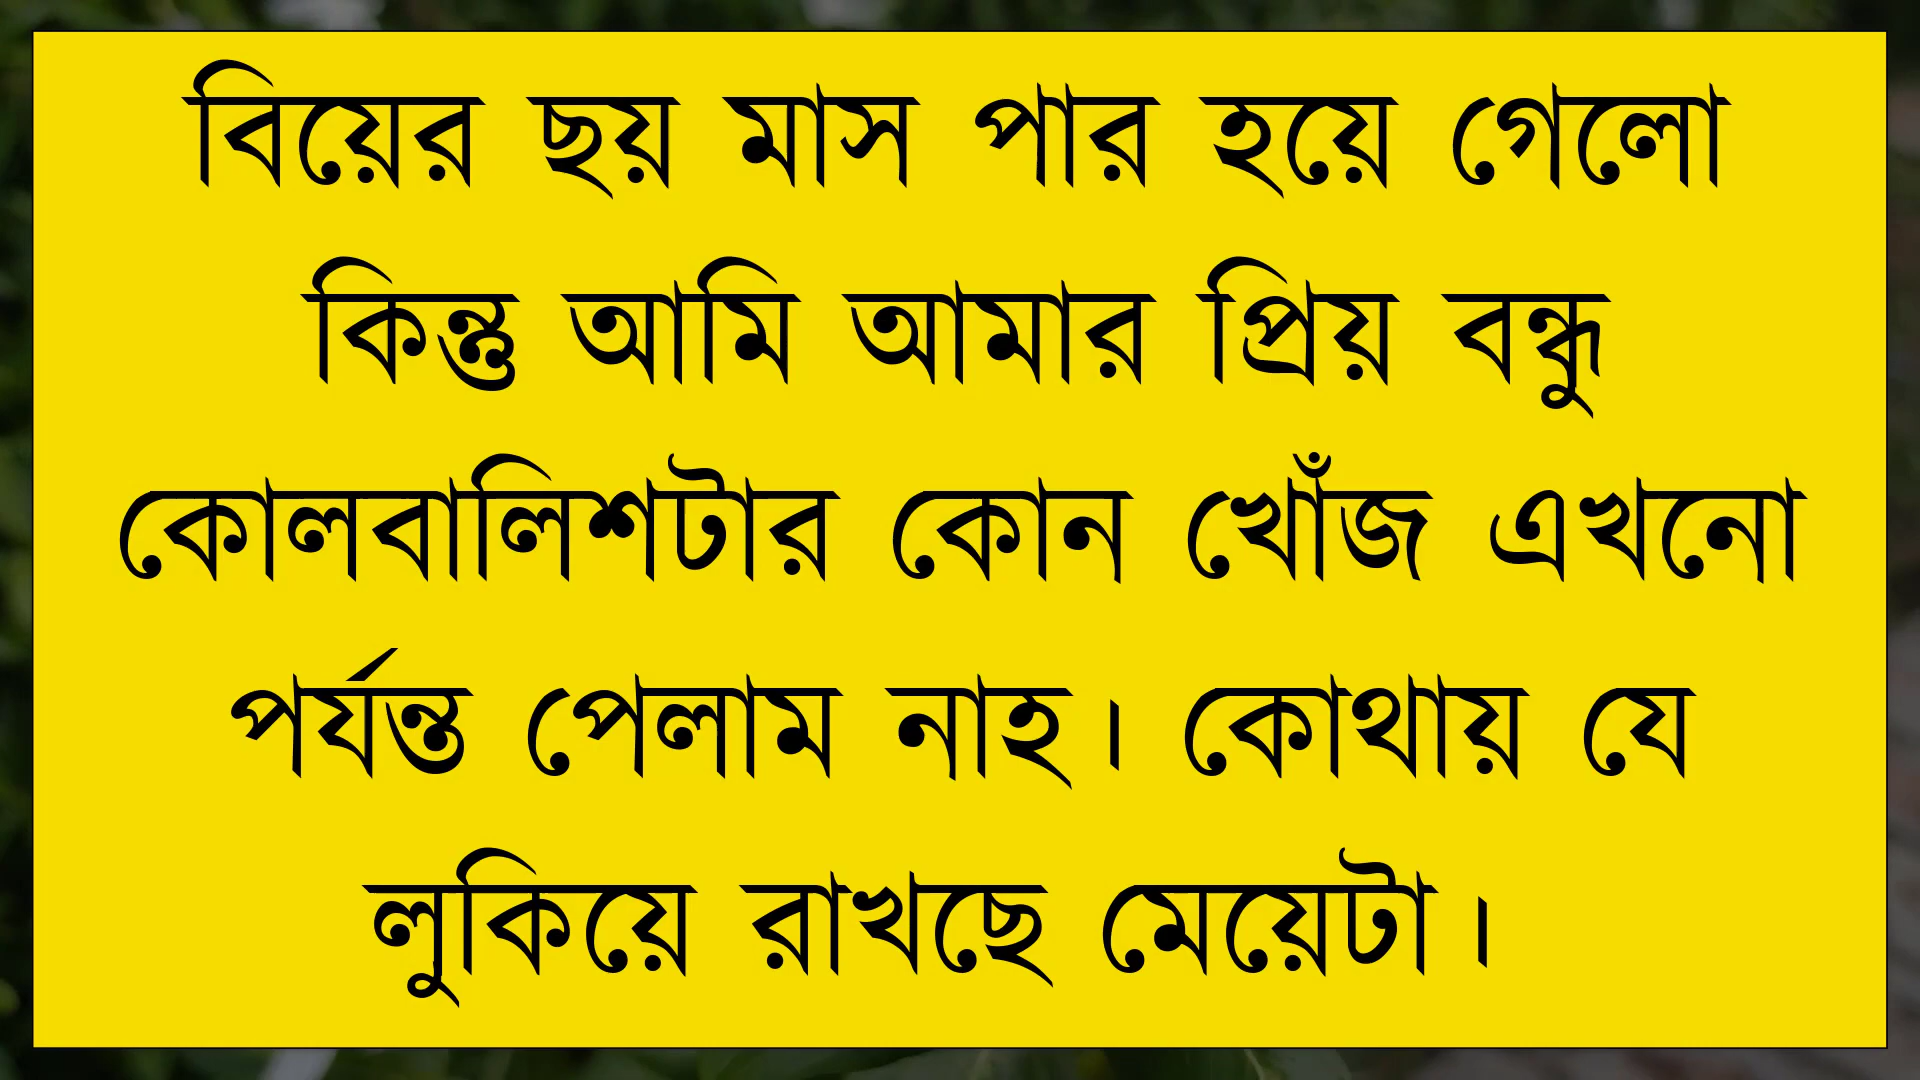 বিয়ের ছয় মাস পার হয়ে গেলো
কিন্তু আমি আমার প্রিয় বন্ধু
কোলবালিশটার কোন খোঁজ এখনো
পর্যন্ত পেলাম নাহ। কোথায় যে
লুকিয়ে রাখছে মেয়েটা।